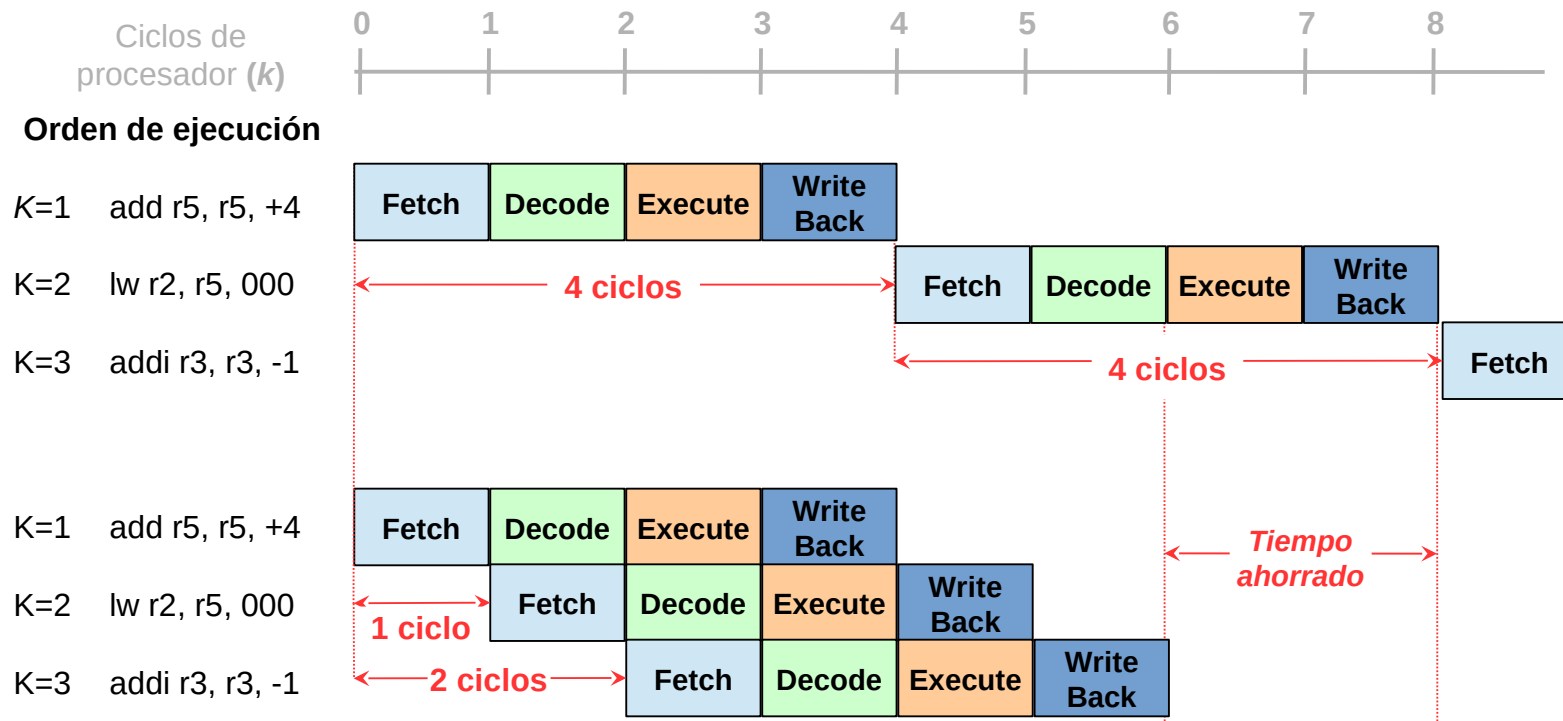 0 1 2 3 4 5 6 7 8
Ciclos de
procesador (k)
Orden de ejecución
K=1 add r5, r5, +4
Fetch Decode Execute Write
Back
K=2 lw r2, r5, 000
4 ciclos
Fetch Decode Execute Write
Back
K=3 addi r3, r3, -1
4 ciclos
Fetch
K=1 add r5, r5, +4
Fetch Decode Execute Write
Back
Tiempo
ahorrado
K=2 lw r2, r5, 000
1 ciclo
Fetch Decode Execute Write
Back
K=3 addi r3, r3, -1
2 ciclos
Fetch Decode Execute Write
Back